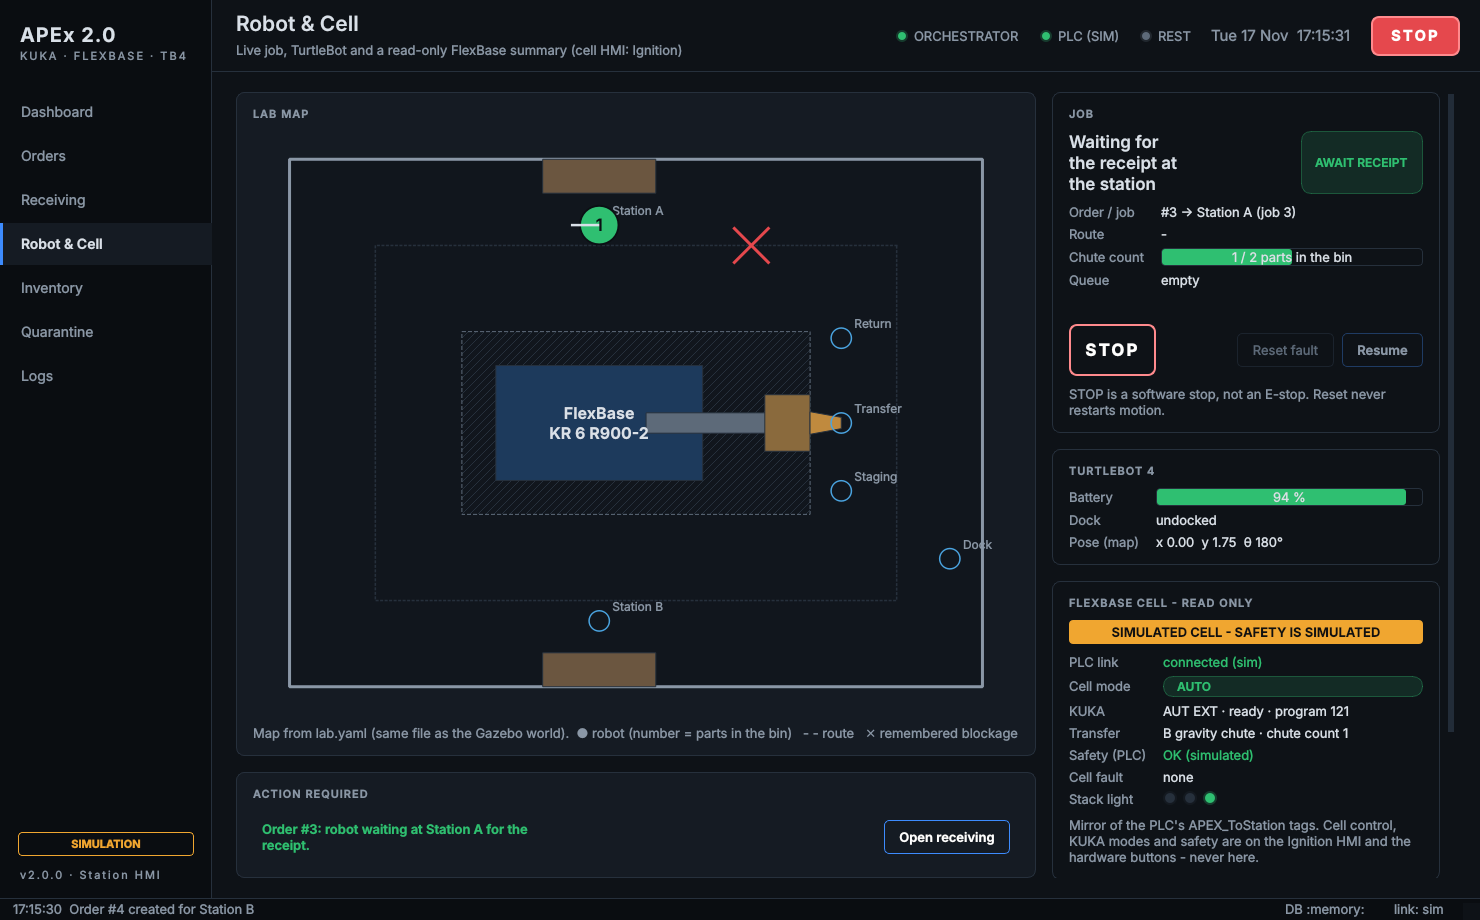 APEx 2.0
KUKA · FLEXBASE · TB4
Dashboard
Orders
Receiving
Robot & Cell
Inventory
Quarantine
Logs
SIMULATION
v2.0.0 · Station HMI
Robot & Cell
Live job, TurtleBot and a read-only FlexBase summary (cell HMI: Ignition)
ORCHESTRATOR
PLC (SIM)
REST
Tue 17 Nov 17:15:31
STOP
LAB MAP
Station A
1
Return
FlexBase
KR 6 R900-2
Transfer
Staging
Dock
Station B
Map from lab.yaml (same file as the Gazebo world). ● robot (number = parts in the bin) - - route × remembered blockage
ACTION REQUIRED
Order #3: robot waiting at Station A for the
receipt.
Open receiving
JOB
Waiting for
the receipt at
the station
AWAIT RECEIPT
Order / job #3 → Station A (job 3)
Route -
Chute count 1 / 2 parts in the bin
Queue empty
STOP
Reset fault
Resume
STOP is a software stop, not an E-stop. Reset never
restarts motion.
TURTLEBOT 4
Battery 94 %
Dock undocked
Pose (map) x 0.00 y 1.75 θ 180°
FLEXBASE CELL - READ ONLY
SIMULATED CELL - SAFETY IS SIMULATED
PLC link connected (sim)
Cell mode AUTO
KUKA AUT EXT · ready · program 121
Transfer B gravity chute · chute count 1
Safety (PLC) OK (simulated)
Cell fault none
Stack light
Mirror of the PLC's APEX_ToStation tags. Cell control,
KUKA modes and safety are on the Ignition HMI and the
hardware buttons - never here.
17:15:30 Order #4 created for Station B
DB :memory:
link: sim